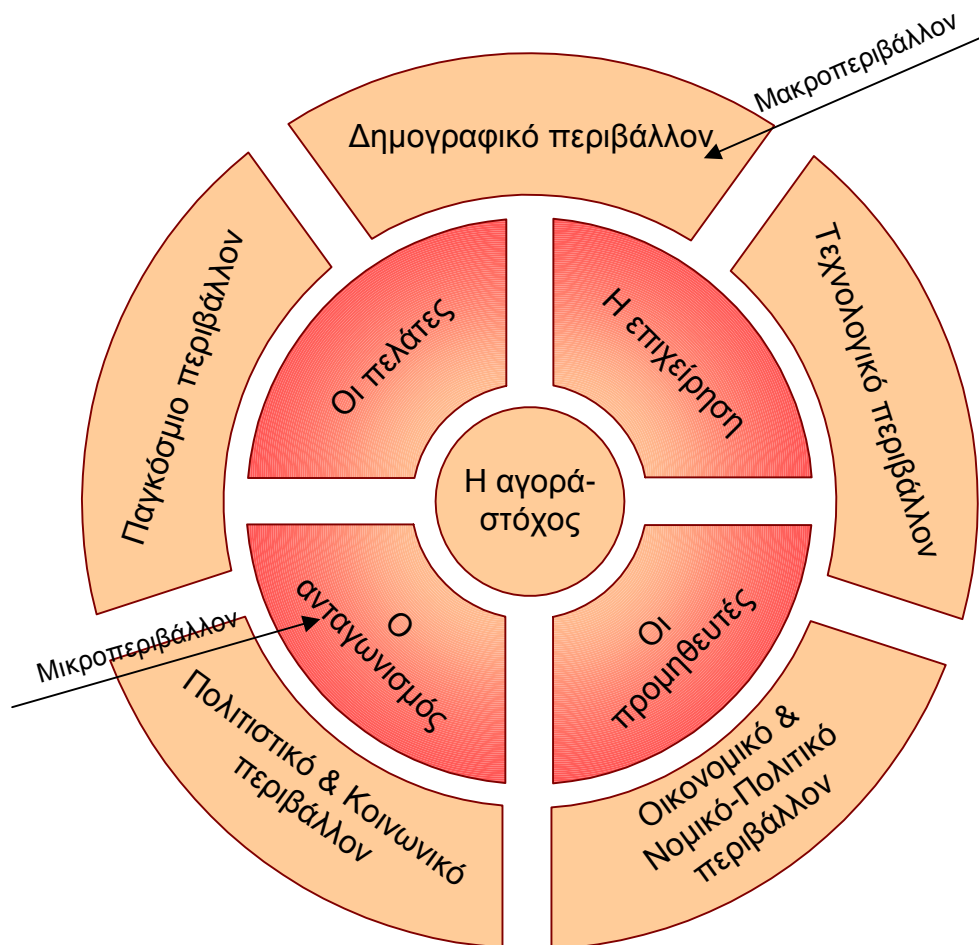 Μακροπεριβάλλον
Δημογραφικό περιβάλλον
Παγκόσμιο περιβάλλον
Τεχνολογικό περιβάλλον
Οι πελάτες
Η επιχείρηση
Η αγορά-
στόχος
Ο
ανταγωνισμός
Οι
προμηθευτές
Μικροπεριβάλλον
Πολιτιστικό & Κοινωνικό
περιβάλλον
Οικονομικό &
Νομικό-Πολιτικό
περιβάλλον